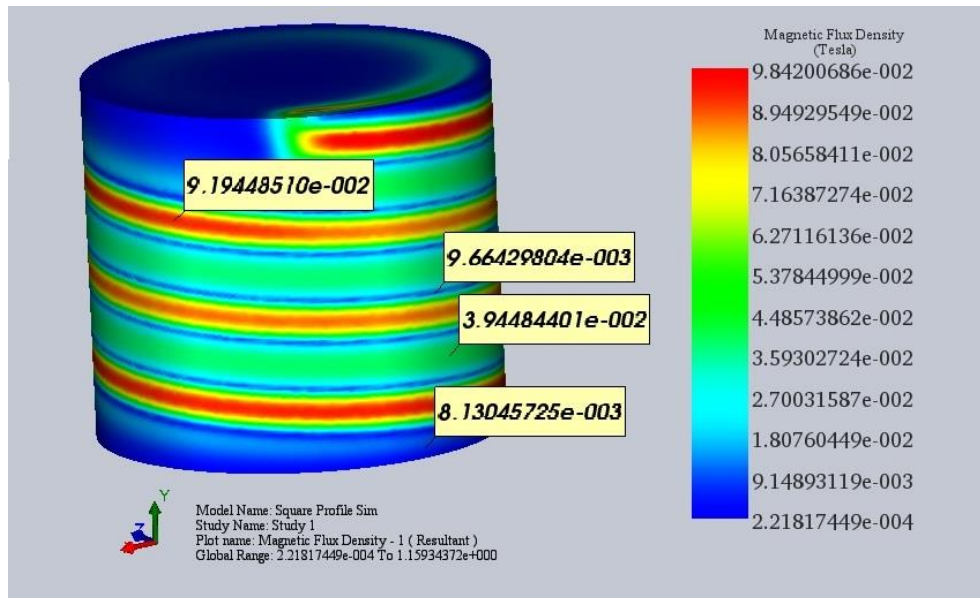 Magnetic Flux Density
(Tesla)
9.84200686e-002
8.94929549e-002
8.05658411e-002
7.16387274e-002
6.27116136e-002
5.37844999e-002
4.48573862e-002
3.59302724e-002
2.70031587e-002
1.80760449e-002
9.14893119e-003
2.21817449e-004
9.19448510e-002
9.66429804e-003
3.94484401e-002
8.13045725e-003
Y
Z
Model Name: Square Profile Sim
Study Name: Study 1
Plot name: Magnetic Flux Density - 1 ( Resultant )
Global Range: 2.21817449e-004 To 1.15934372e+000